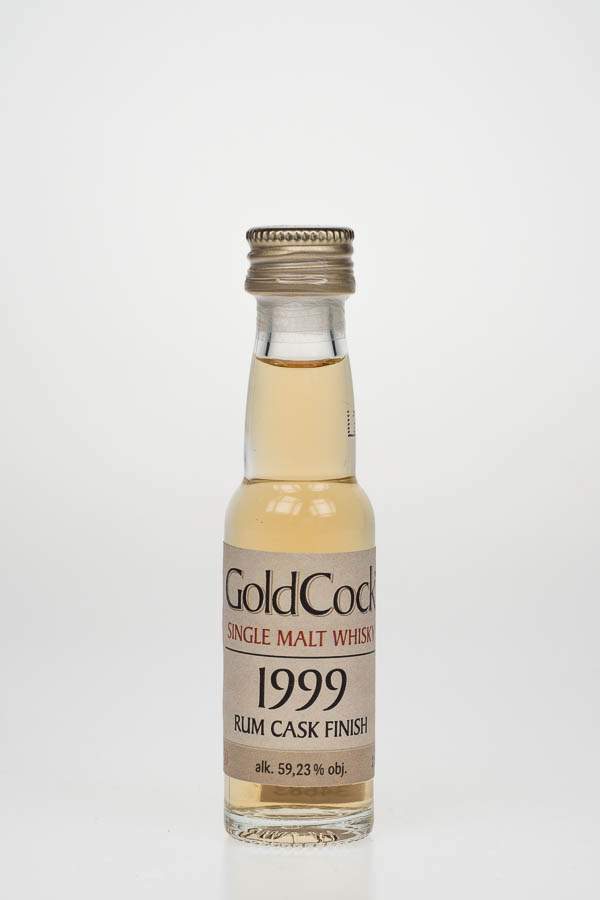 GoldCock
SINGLE MALT WHISKY
1999
RUM CASK FINISH
alk. 59,23 % obj.